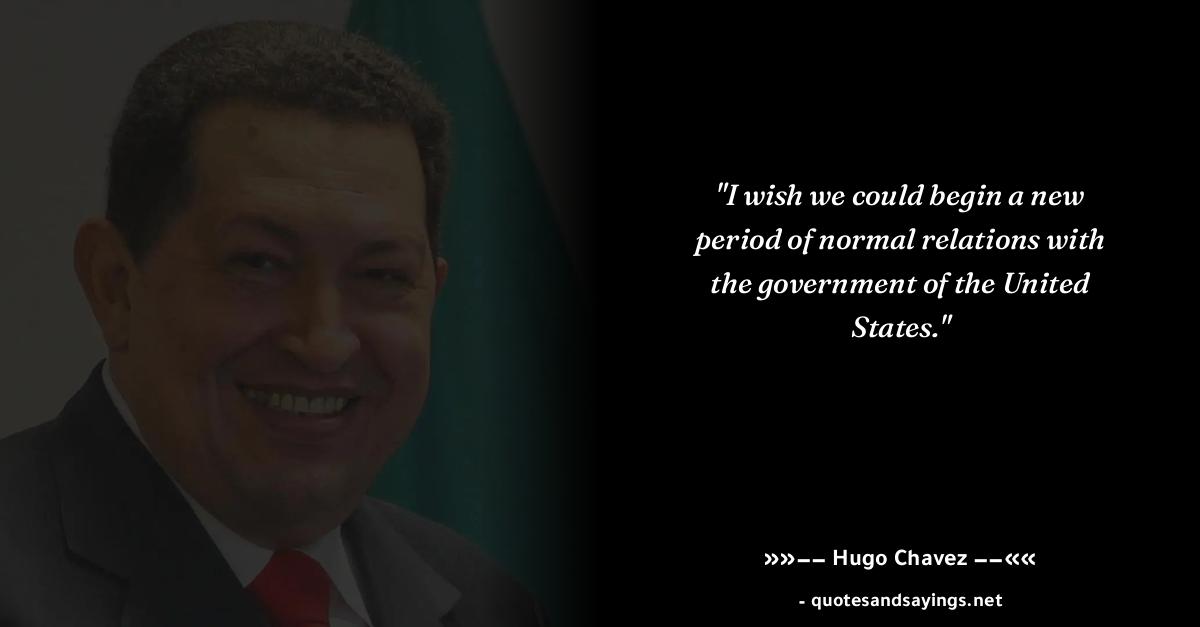 "I wish we could begin a new
period of normal relations with
the government of the United
States."
»»–– Hugo Chavez ––««
- quotesandsayings.net